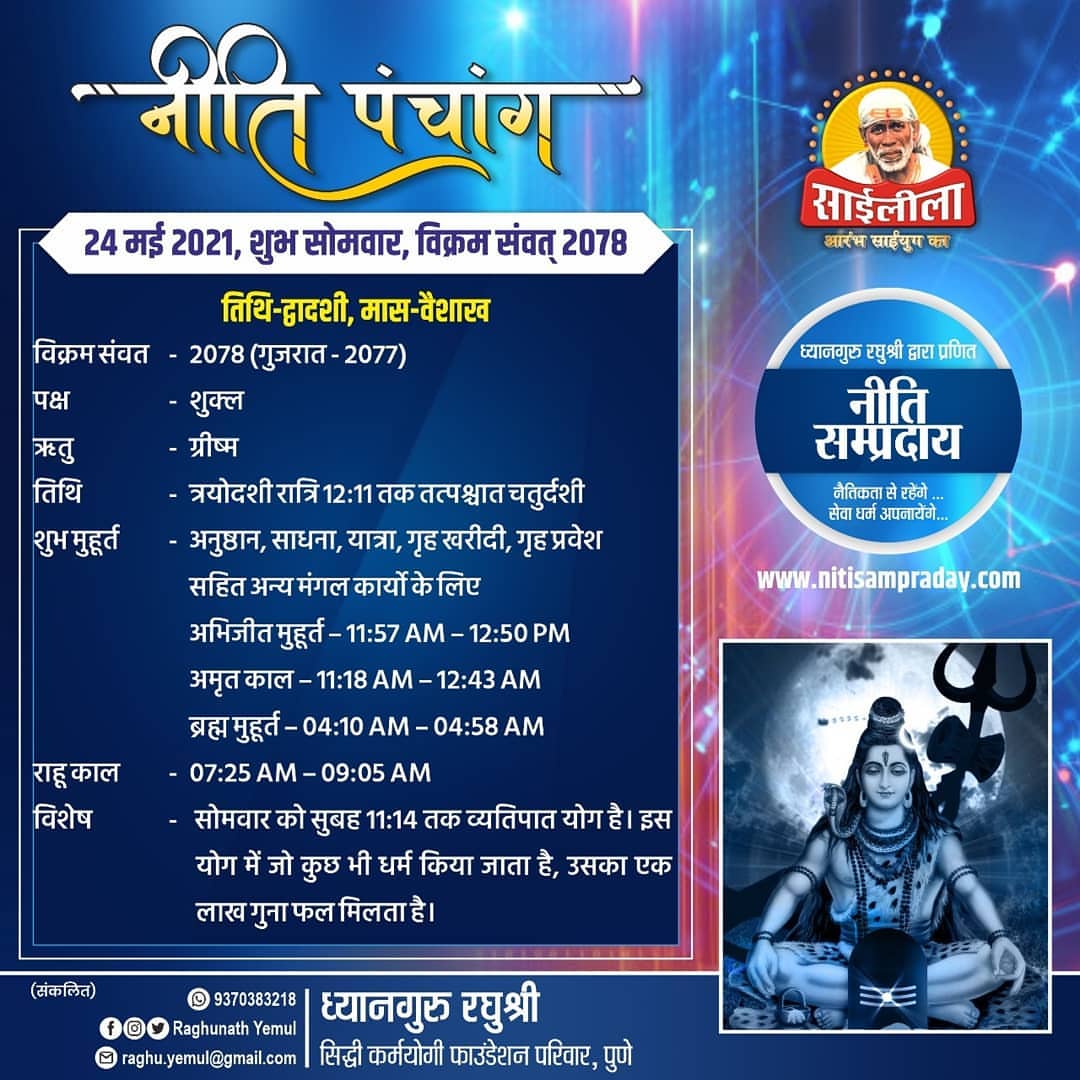 नीति पंचांग
साईलीला
आरंभ साईयुग का
24 मई 2021, शुभ सोमवार, विक्रम संवत् 2078
तिथि-द्वादशी, मास-वैशाख
विक्रम संवत - 2078 (गुजरात - 2077)
पक्ष - शुक्ल
ऋतु - ग्रीष्म
तिथि - त्रयोदशी रात्रि 12:11 तक तत्पश्चात चतुर्दशी
शुभ मुहूर्त - अनुष्ठान, साधना, यात्रा, गृह खरीदी, गृह प्रवेश
सहित अन्य मंगल कार्यो के लिए
अभिजीत मुहूर्त – 11:57 AM – 12:50 PM
अमृत काल – 11:18 AM – 12:43 AM
ब्रह्म मुहूर्त – 04:10 AM – 04:58 AM
राहू काल - 07:25 AM – 09:05 AM
विशेष - सोमवार को सुबह 11:14 तक व्यतिपात योग है। इस
योग में जो कुछ भी धर्म किया जाता है, उसका एक
लाख गुना फल मिलता है।
ध्यानगुरु रघुश्री द्वारा प्रणित
नीति
सम्प्रदाय
नैतिकता से रहेंगे ...
सेवा धर्म अपनायेंगे...
www.nitisampraday.com
(संकलित)
9370383218
Raghunath Yemul
raghu.yemul@gmail.com
ध्यानगुरु रघुश्री
सिद्धी कर्मयोगी फाउंडेशन परिवार, पुणे